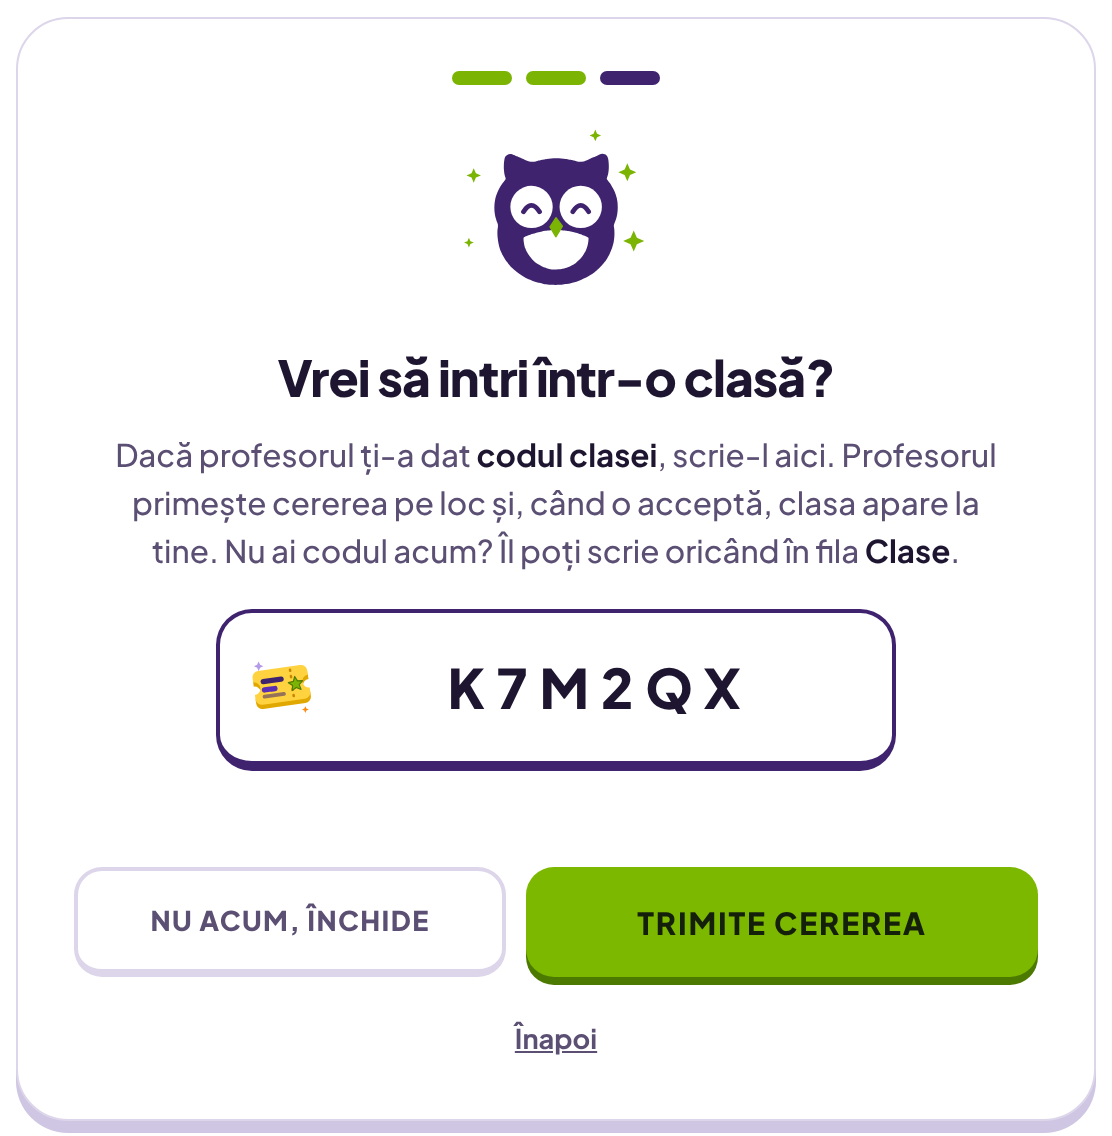 Vrei să intri într-o clasă?
Dacă profesorul ți-a dat codul clasei, scrie-l aici. Profesorul
primește cererea pe loc și, când o acceptă, clasa apare la
tine. Nu ai codul acum? Îl poți scrie oricând în fila Clase.
K7M2QX
NU ACUM, ÎNCHIDE
TRIMITE CEREREA
Înapoi